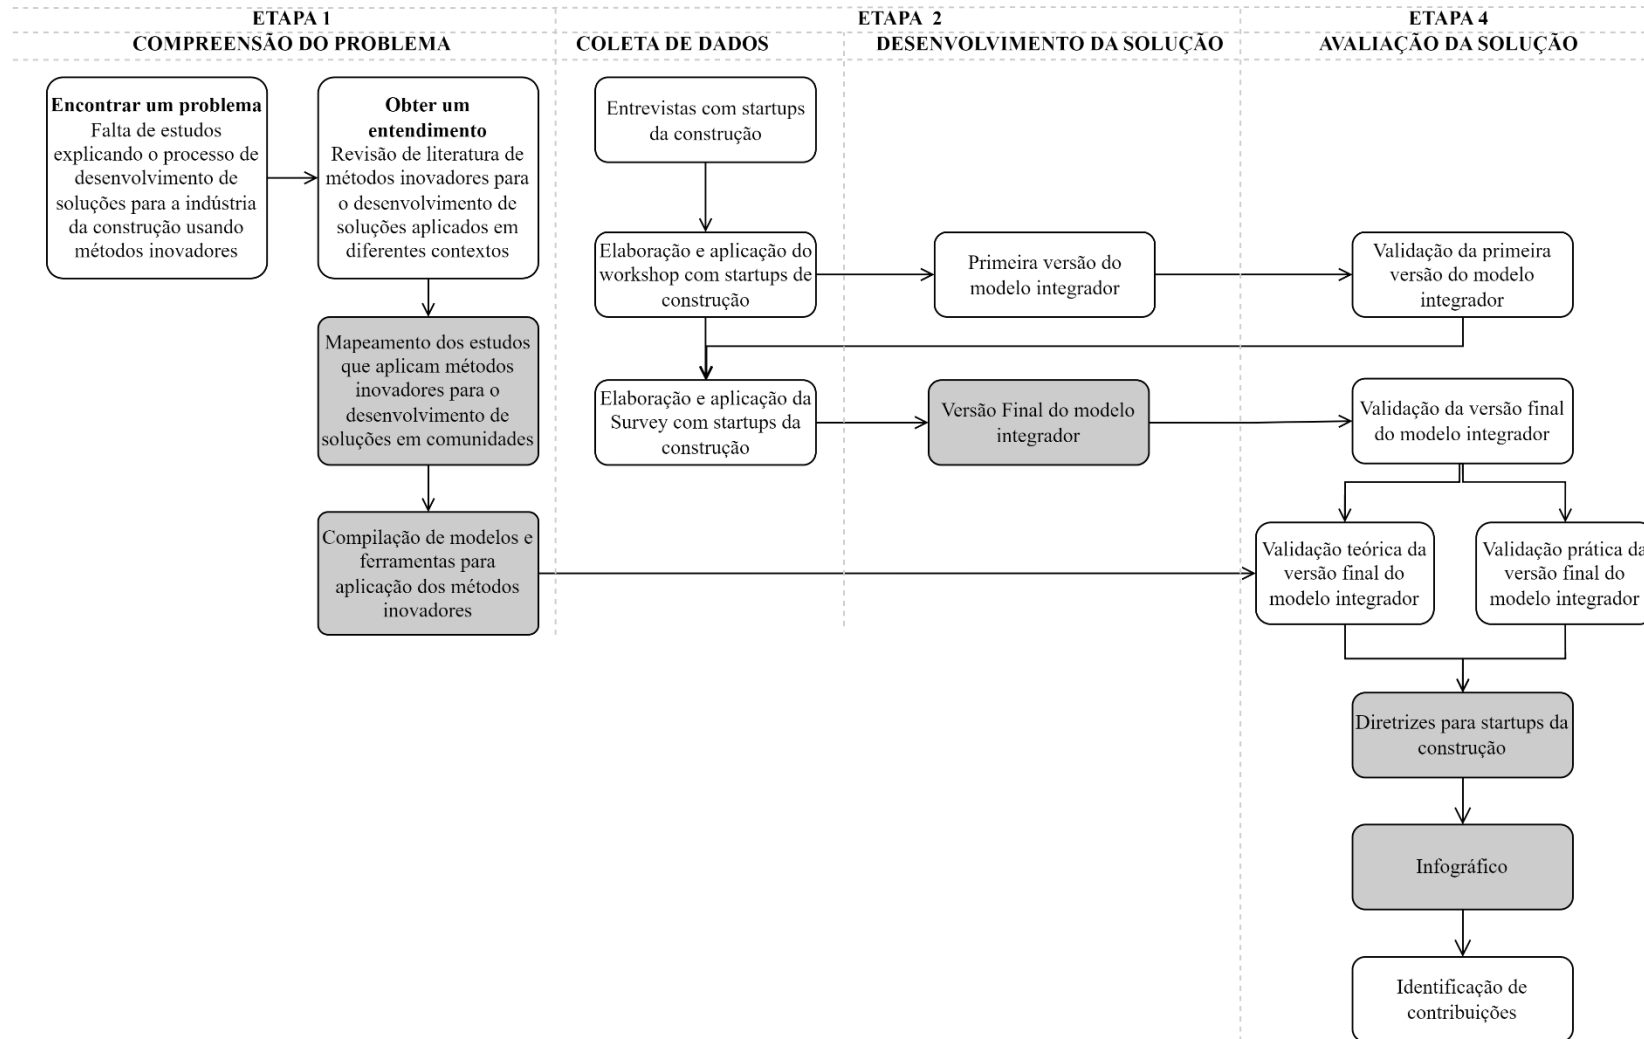 ETAPA 1
ETAPA 2
ETAPA 4
COMPREENSÃO DO PROBLEMA
COLETA DE DADOS
DESENVOLVIMENTO DA SOLUÇÃO
AVALIAÇÃO DA SOLUÇÃO
Encontrar um problema
Falta de estudos
explicando o processo de
desenvolvimento de
soluções para a indústria
da construção usando
métodos inovadores
Obter um
entendimento
Revisão de literatura de
métodos inovadores para
o desenvolvimento de
soluções aplicados em
diferentes contextos
Mapeamento dos estudos
que aplicam métodos
inovadores para o
desenvolvimento de
soluções em comunidades
Compilação de modelos e
ferramentas para
aplicação dos métodos
inovadores
Entrevistas com startups
da construção
Elaboração e aplicação do
workshop com startups de
construção
Elaboração e aplicação da
Survey com startups da
construção
Primeira versão do
modelo integrador
Versão Final do modelo
integrador
Validação da primeira
versão do modelo
integrador
Validação da versão final
do modelo integrador
Validação teórica da
versão final do
modelo integrador
Validação prática da
versão final do
modelo integrador
Diretrizes para startups da
construção
Infográfico
Identificação de
contribuições